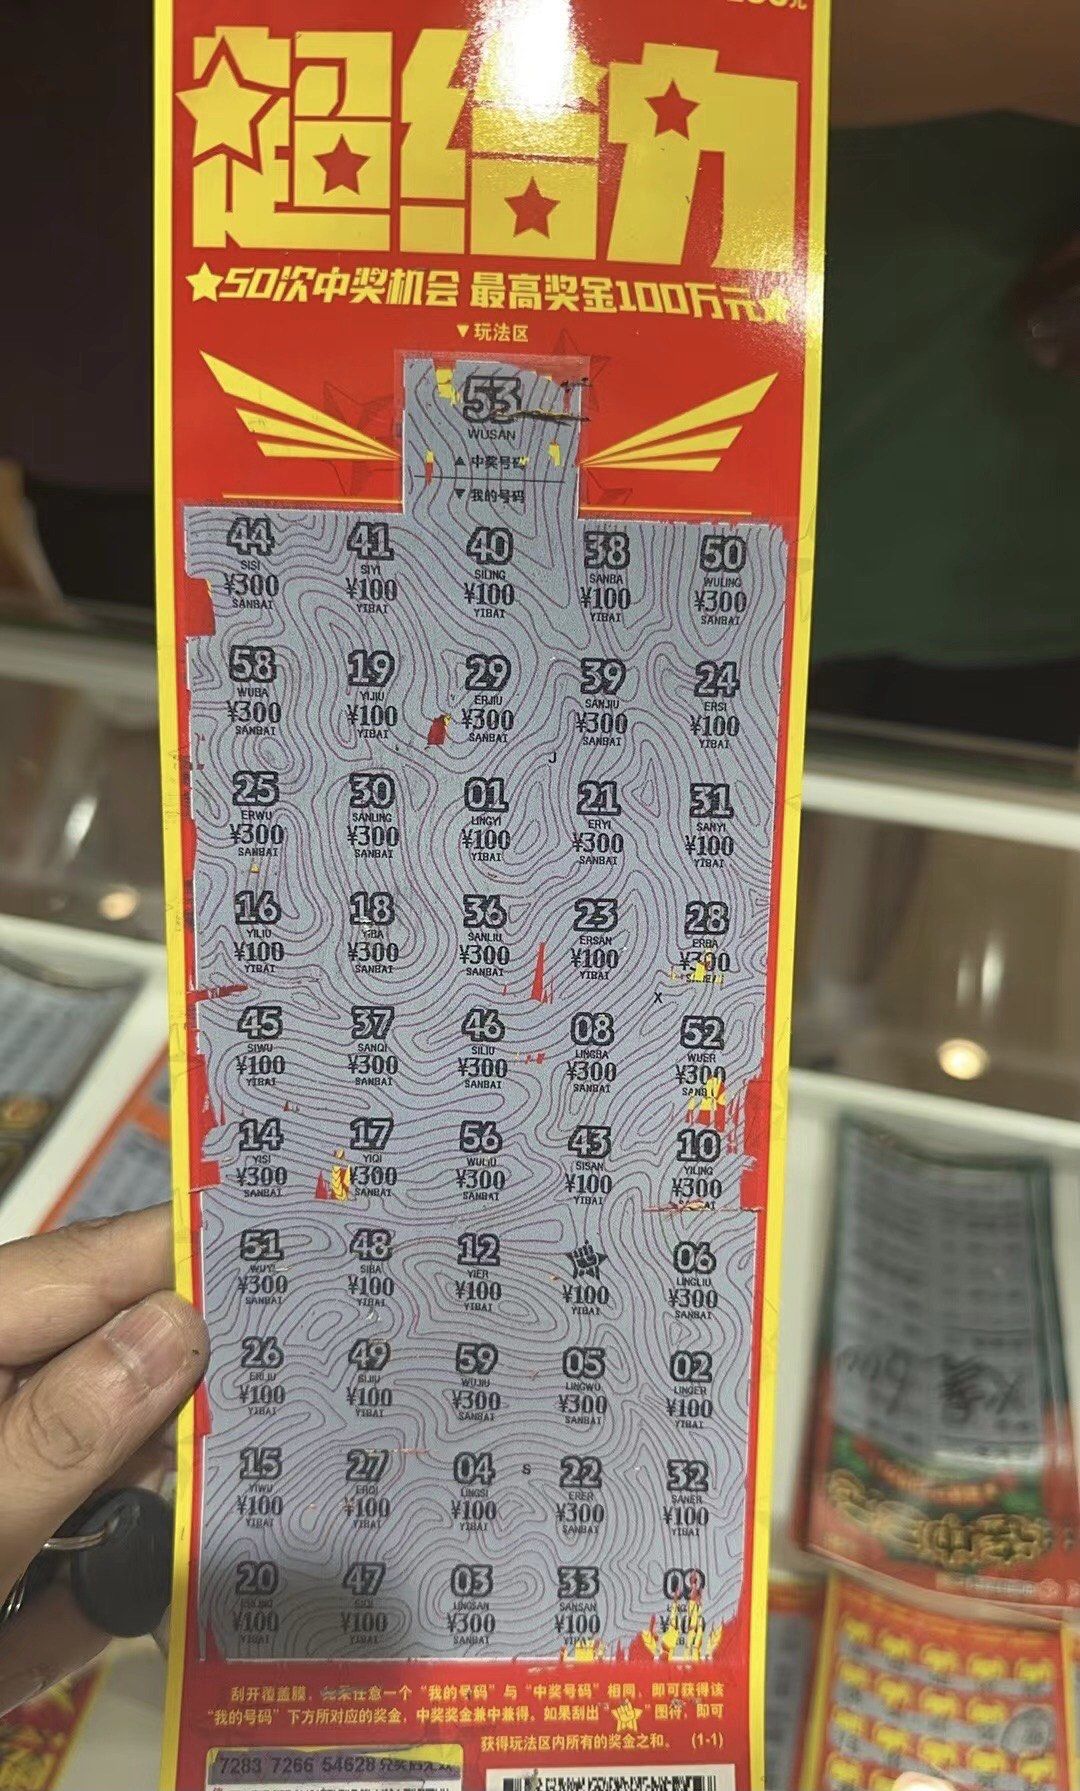 超给力
★50次中奖机会 最高奖金100万元★
▼玩法区
53
WUSAN
▲中奖号码
▼我的号码
44 41 40 38 50
SISI SIYI SILING SANBA WULING
¥300 ¥100 ¥100 ¥100 ¥300
SANBAI YIBAI YIBAI YIBAI SANBAI
58 19 29 39 24
WUBA YIJIU ERJIU SANJIU ERSI
¥300 ¥100 ¥300 ¥300 ¥100
SANBAI YIBAI SANBAI SANBAI YIBAI
J
25 30 01 21 31
ERWU SANLING LINGYI ERYI SANYI
¥300 ¥300 ¥100 ¥300 ¥100
SANBAI SANBAI YIBAI SANBAI YIBAI
16 18 36 23 28
YILIU YIBA SANLIU ERSAN ERBA
¥100 ¥300 ¥300 ¥100 ¥300
YIBAI SANBAI SANBAI YIBAI
X
45 37 46 08 52
SIWU SANQI SILIU LINGBA WUER
¥100 ¥300 ¥300 ¥300 ¥300
YIBAI SANBAI SANBAI SANBAI
14 17 56 43 10
YISI YIQI WULIU SISAN YILING
¥300 ¥300 ¥300 ¥100 ¥300
SANBAI SANBAI SANBAI YIBAI SANBAI
51 48 12 06
WUYI SIBA YIER LINGLIU
¥300 ¥100 ¥100 ¥100 ¥300
SANBAI YIBAI YIBAI YIBAI SANBAI
26 49 59 05 02
ERLIU SIJIU WUJIU LINGWU LINGER
¥100 ¥100 ¥300 ¥300 ¥100
YIBAI YIBAI SANBAI SANBAI YIBAI
15 27 04 S 22 32
YIWU ERQI LINGSI ERER SANER
¥100 ¥100 ¥100 ¥300 ¥100
YIBAI YIBAI YIBAI SANBAI YIBAI
20 47 03 33 09
ERLING SIQI LINGSAN SANSAN
¥100 ¥100 ¥300 ¥100
YIBAI YIBAI SANBAI
刮开覆盖膜，如果任意一个“我的号码”与“中奖号码”相同，即可获得该
“我的号码”下方所对应的奖金，中奖奖金兼中兼得。如果刮出“ ”图符，即可
获得玩法区内所有的奖金之和。 (1-1)
7283 7266 54628